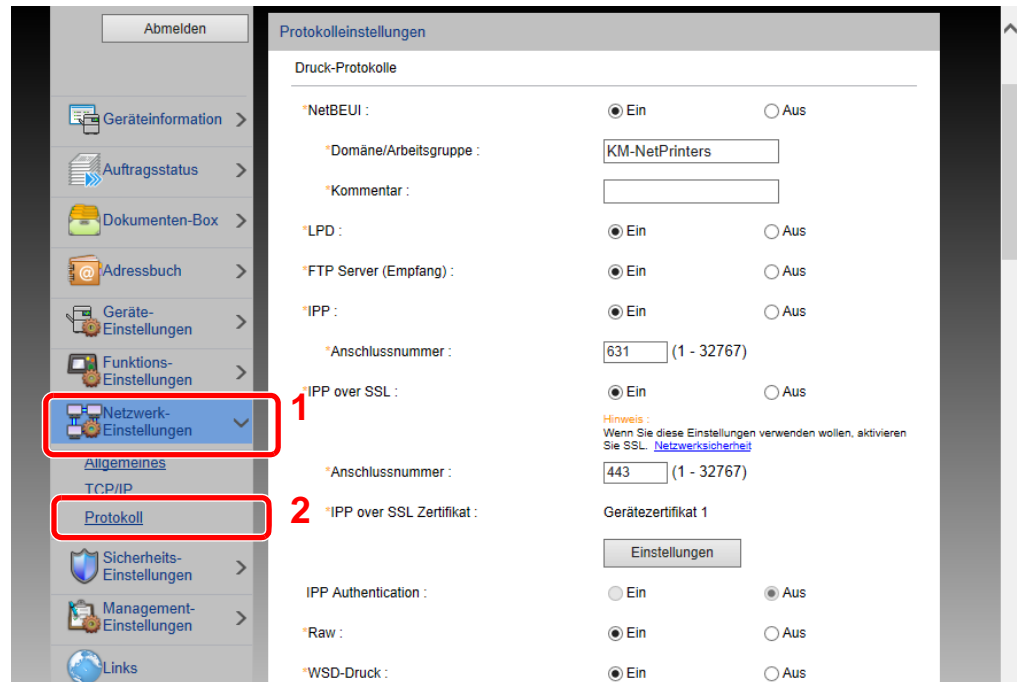 Abmelden
Geräteinformation
Auftragsstatus
Dokumenten-Box
Adressbuch
Geräte-
Einstellungen
Funktions-
Einstellungen
Netzwerk-
Einstellungen
1
Allgemeines
TCP/IP
Protokoll
2
Sicherheits-
Einstellungen
Management-
Einstellungen
Links
Protokolleinstellungen
Druck-Protokolle
*NetBEUI : Ein Aus
*Domäne/Arbeitsgruppe : KM-NetPrinters
*Kommentar :
*LPD : Ein Aus
*FTP Server (Empfang) : Ein Aus
*IPP : Ein Aus
*Anschlussnummer : 631 (1 - 32767)
*IPP over SSL : Ein Aus
Hinweis :
Wenn Sie diese Einstellungen verwenden wollen, aktivieren
Sie SSL. Netzwerksicherheit
*Anschlussnummer : 443 (1 - 32767)
*IPP over SSL Zertifikat : Gerätezertifikat 1
Einstellungen
IPP Authentication : Ein Aus
*Raw : Ein Aus
*WSD-Druck : Ein Aus